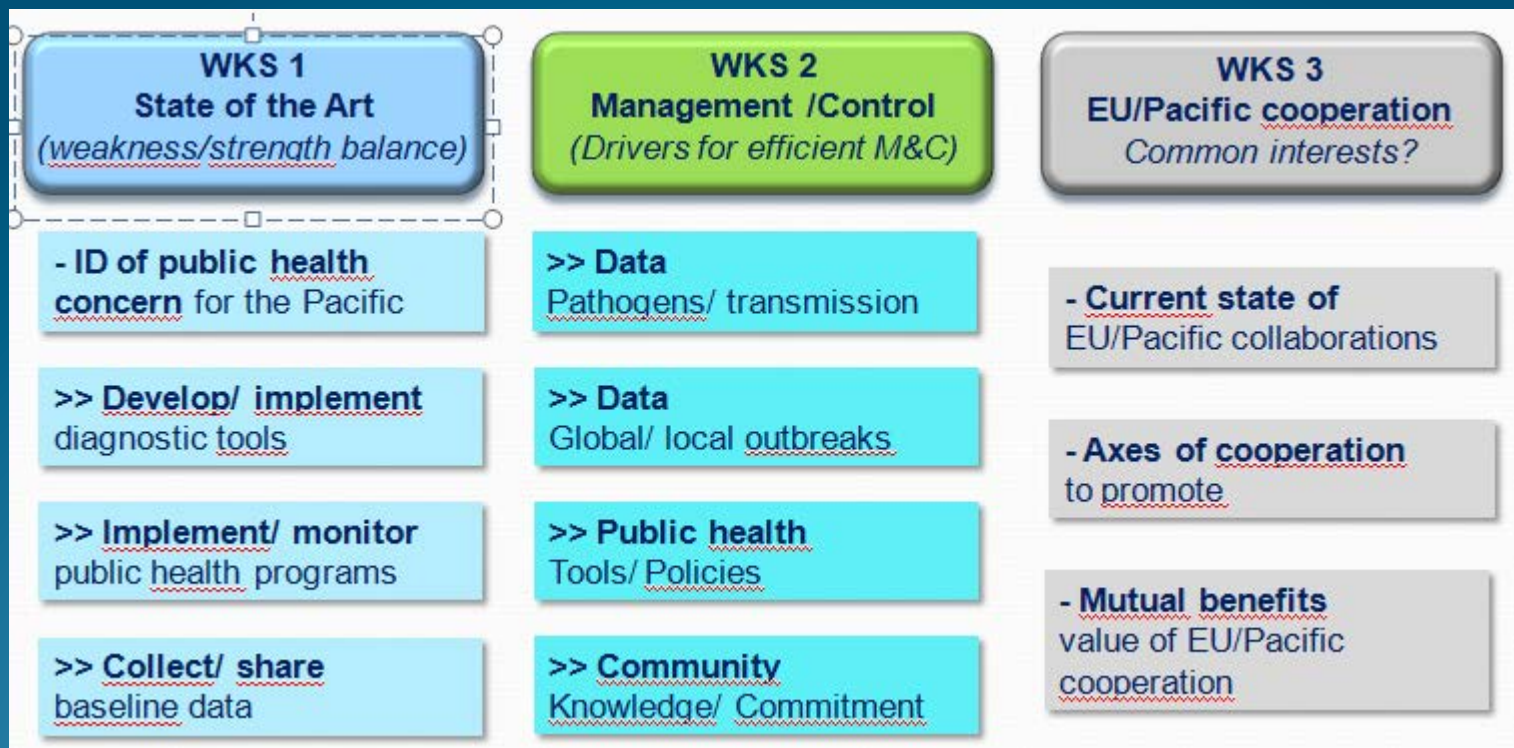 WKS 1
State of the Art
(weakness/strength balance)
- ID of public health
concern for the Pacific
>> Develop/ implement
diagnostic tools
>> Implement/ monitor
public health programs
>> Collect/ share
baseline data
WKS 2
Management /Control
(Drivers for efficient M&C)
>> Data
Pathogens/ transmission
>> Data
Global/ local outbreaks
>> Public health
Tools/ Policies
>> Community
Knowledge/ Commitment
WKS 3
EU/Pacific cooperation
Common interests?
- Current state of
EU/Pacific collaborations
- Axes of cooperation
to promote
- Mutual benefits
value of EU/Pacific
cooperation